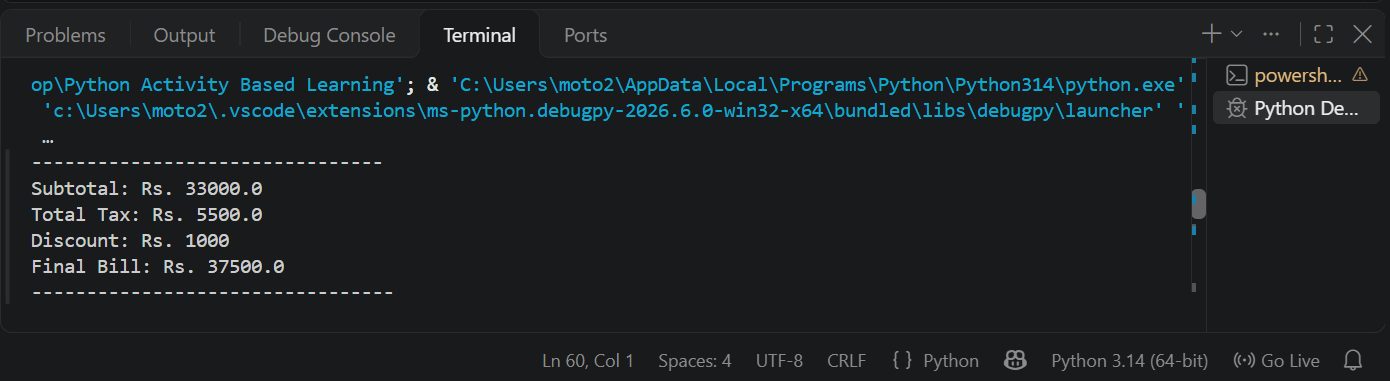 Problems Output Debug Console Terminal Ports
op\Python Activity Based Learning'; & 'C:\Users\moto2\AppData\Local\Programs\Python\Python314\python.exe'
'c:\Users\moto2\.vscode\extensions\ms-python.debugpy-2026.6.0-win32-x64\bundled\libs\debugpy\launcher' '
…
--------------------------------
Subtotal: Rs. 33000.0
Total Tax: Rs. 5500.0
Discount: Rs. 1000
Final Bill: Rs. 37500.0
---------------------------------
powersh...
Python De...
Ln 60, Col 1 Spaces: 4 UTF-8 CRLF { } Python Python 3.14 (64-bit) Go Live